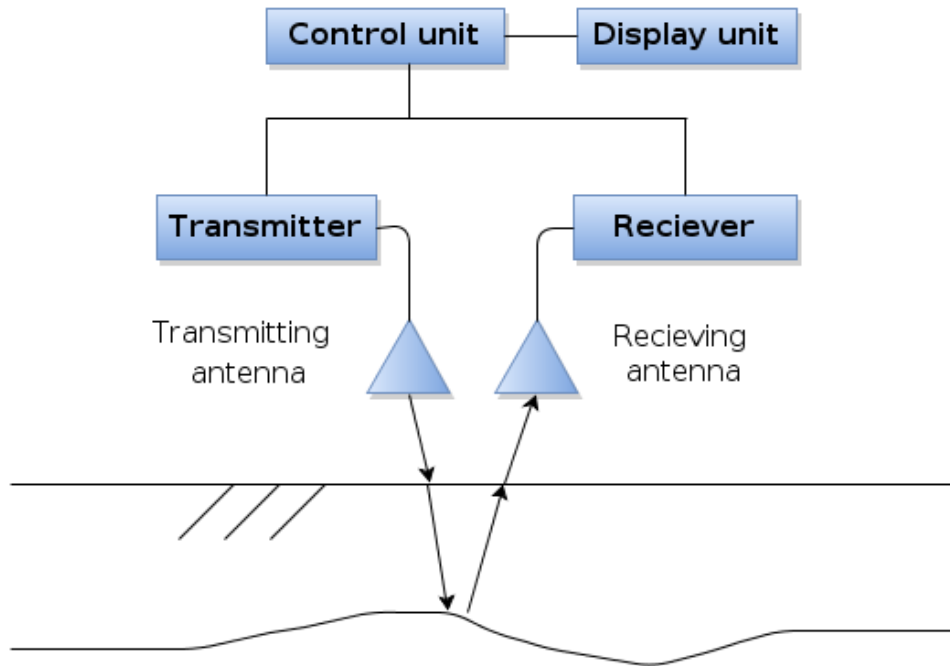 Control unit
Display unit
Transmitter
Reciever
Transmitting
antenna
Recieving
antenna